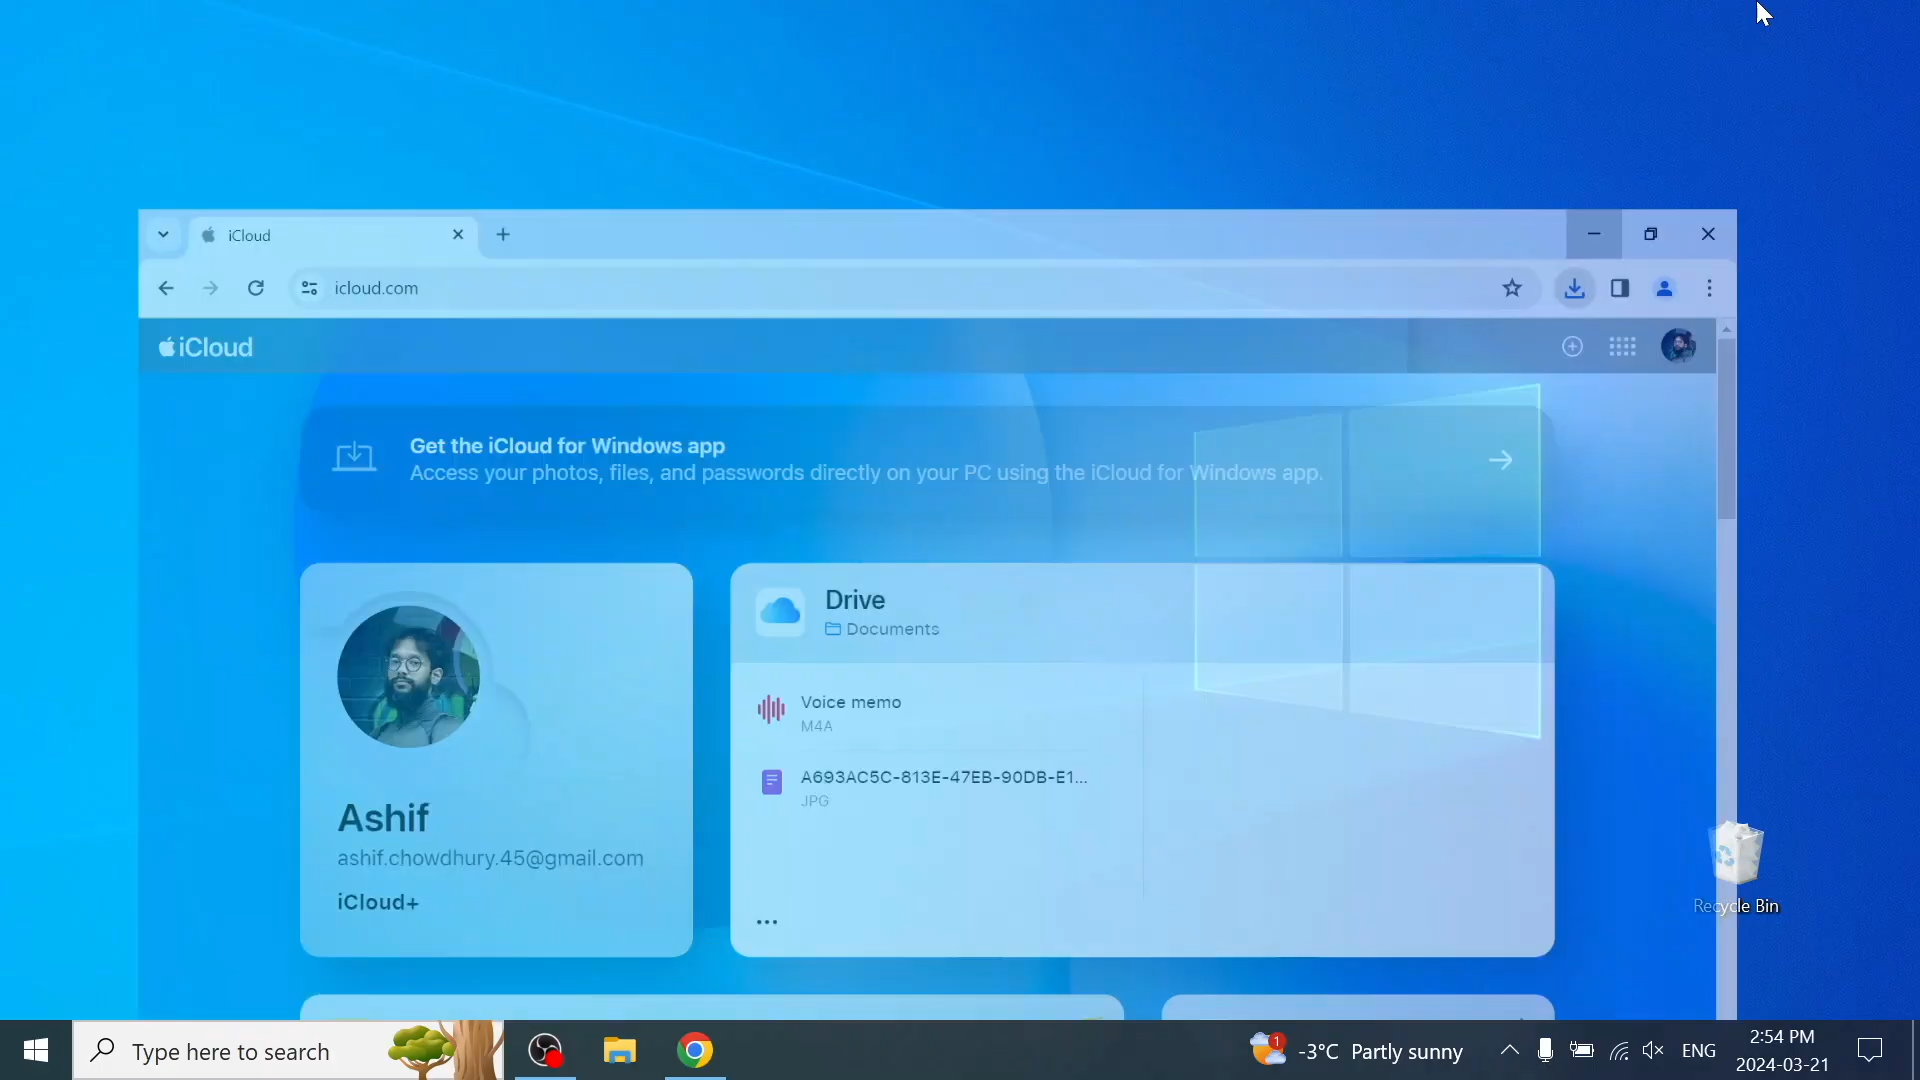 iCloud
icloud.com
iCloud
Get the iCloud for Windows app
Access your photos, files, and passwords directly on your PC using the iCloud for Windows app.
Drive
Documents
Voice memo
M4A
A693AC5C-813E-47EB-90DB-E1...
JPG
Ashif
ashif.chowdhury.45@gmail.com
iCloud+
Recycle Bin
Type here to search
1
-3°C Partly sunny
ENG
2:54 PM
2024-03-21